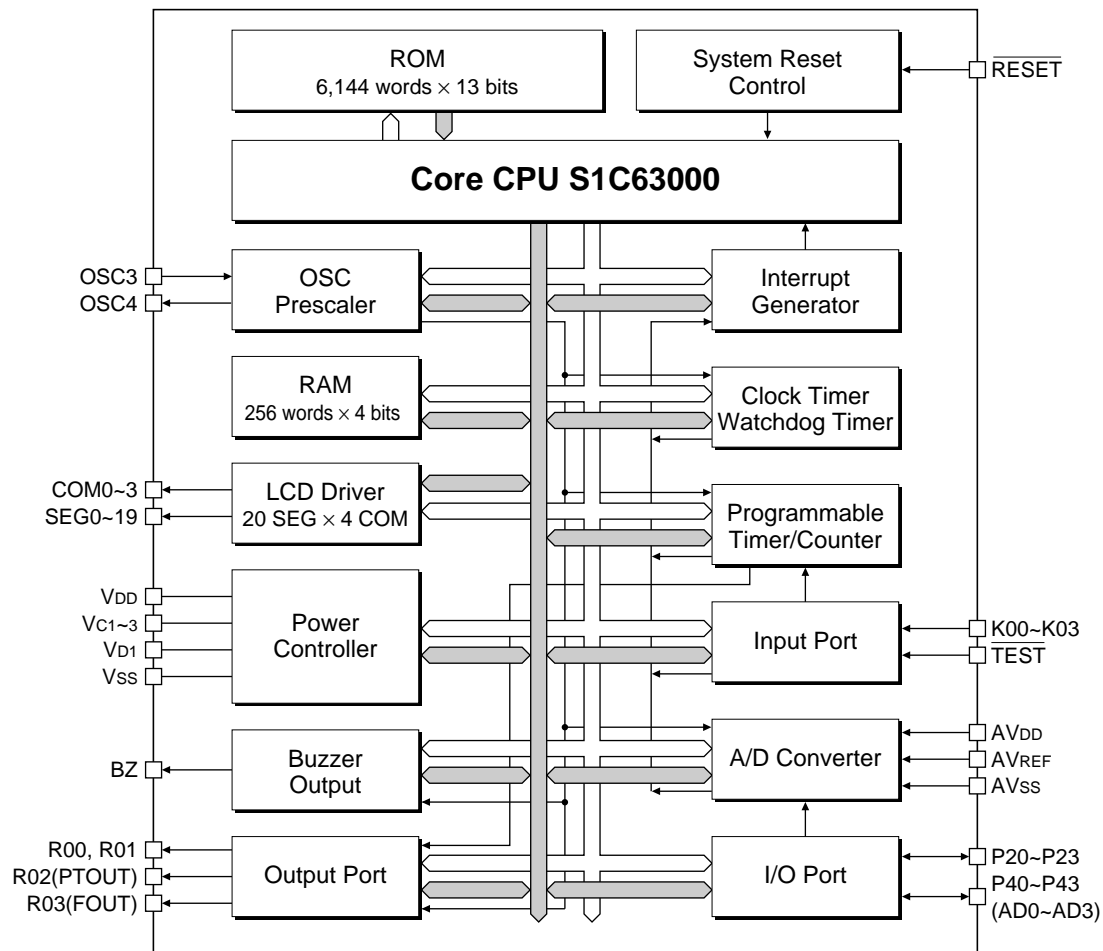 ROM
6,144 words × 13 bits
System Reset
Control
RESET
Core CPU S1C63000
OSC3
OSC4
OSC
Prescaler
Interrupt
Generator
RAM
256 words × 4 bits
Clock Timer
Watchdog Timer
COM0~3
SEG0~19
LCD Driver
20 SEG × 4 COM
Programmable
Timer/Counter
VDD
VC1~3
VD1
VSS
Power
Controller
Input Port
K00~K03
TEST
BZ
Buzzer
Output
A/D Converter
AVDD
AVREF
AVSS
R00, R01
R02(PTOUT)
R03(FOUT)
Output Port
I/O Port
P20~P23
P40~P43
(AD0~AD3)